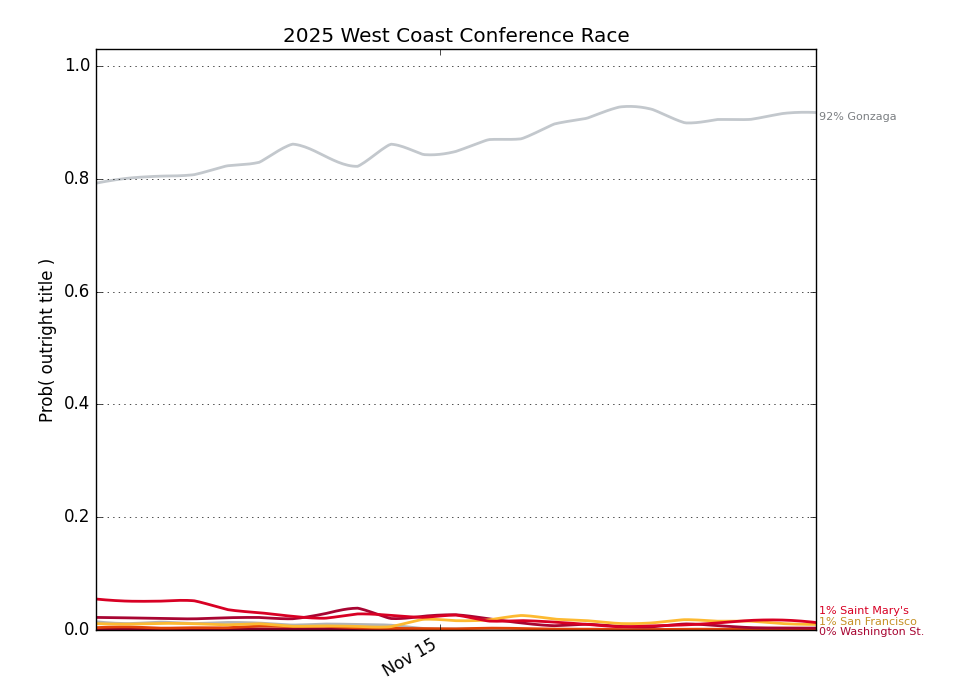 2025 West Coast Conference Race
1.0
0.8
0.6
0.4
0.2
0.0
Prob( outright title )
Nov 15
92% Gonzaga
1% Saint Mary's
1% San Francisco
0% Washington St.